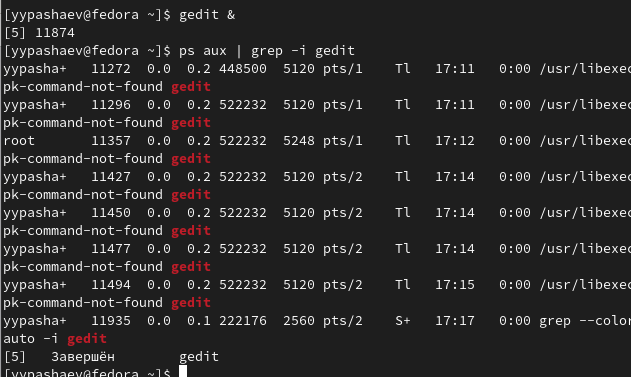 [yypashaev@fedora ~]$ gedit &
[5] 11874
[yypashaev@fedora ~]$ ps aux | grep -i gedit
yypasha+   11272  0.0  0.2 448500  5120 pts/1    Tl   17:11   0:00 /usr/libexec
pk-command-not-found gedit
yypasha+   11296  0.0  0.2 522232  5120 pts/1    Tl   17:11   0:00 /usr/libexec
pk-command-not-found gedit
root       11357  0.0  0.2 522232  5248 pts/1    Tl   17:12   0:00 /usr/libexec
pk-command-not-found gedit
yypasha+   11427  0.0  0.2 522232  5120 pts/2    Tl   17:14   0:00 /usr/libexec
pk-command-not-found gedit
yypasha+   11450  0.0  0.2 522232  5120 pts/2    Tl   17:14   0:00 /usr/libexec
pk-command-not-found gedit
yypasha+   11477  0.0  0.2 522232  5120 pts/2    Tl   17:14   0:00 /usr/libexec
pk-command-not-found gedit
yypasha+   11494  0.0  0.2 522232  5120 pts/2    Tl   17:15   0:00 /usr/libexec
pk-command-not-found gedit
yypasha+   11935  0.0  0.1 222176  2560 pts/2    S+   17:17   0:00 grep --color
auto -i gedit
[5]   Завершён        gedit
[yypashaev@fedora ~]$